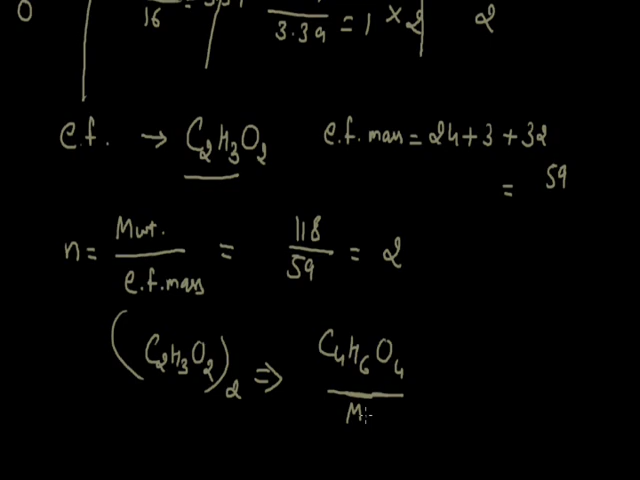 O 16 3.39 = 1 × 2 2
e.f. → C₂H₃O₂ e.f. mass = 24 + 3 + 32
= 59
n = Mwt. / e.f. mass = 118 / 59 = 2
(C₂H₃O₂)₂ ⇒ C₄H₆O₄
M